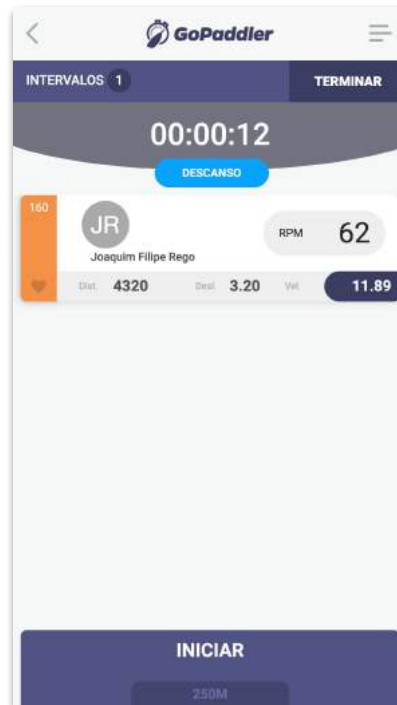 GoPaddler
INTERVALOS 1 TERMINAR
00:00:12
DESCANSO
160
JR RPM 62
Joaquim Filipe Rego
Dist. 4320 Desl. 3.20 Vel 11.89
INICIAR
250M